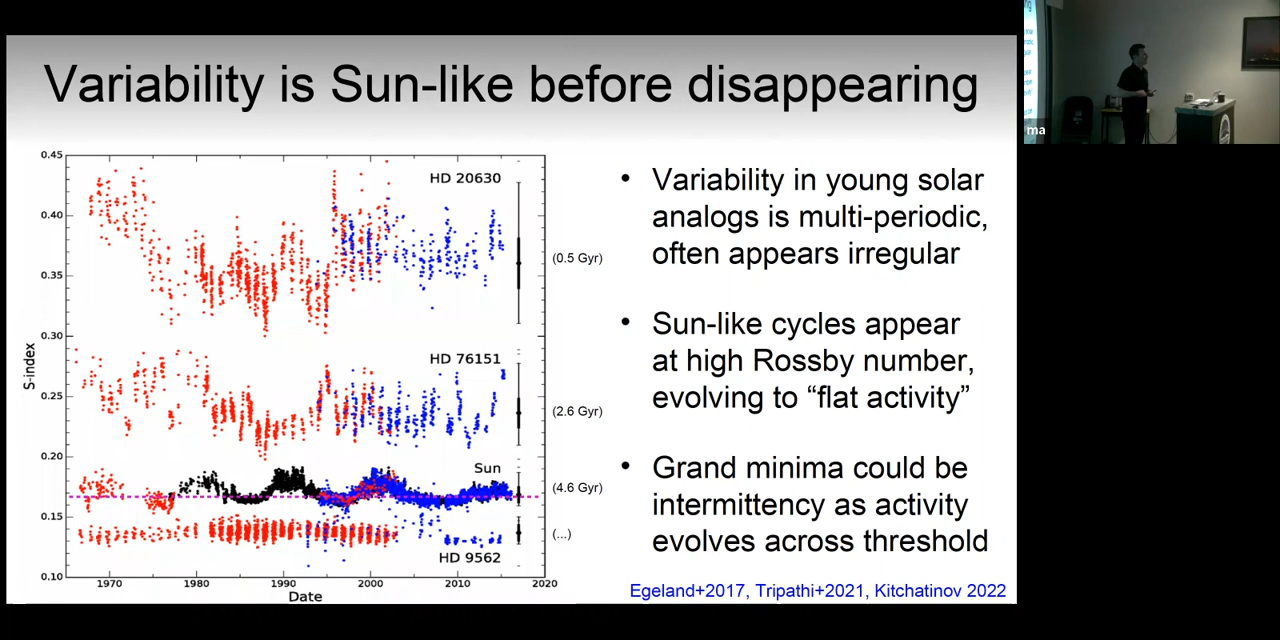 Variability is Sun-like before disappearing
0.45
0.40
0.35
0.30
0.25
0.20
0.15
0.10
S-index
HD 20630
HD 76151
Sun
HD 9562
(0.5 Gyr)
(2.6 Gyr)
(4.6 Gyr)
(...)
1970
1980
1990
2000
2010
2020
Date
• Variability in young solar
analogs is multi-periodic,
often appears irregular
• Sun-like cycles appear
at high Rossby number,
evolving to “flat activity”
• Grand minima could be
intermittency as activity
evolves across threshold
Egeland+2017, Tripathi+2021, Kitchatinov 2022
ma